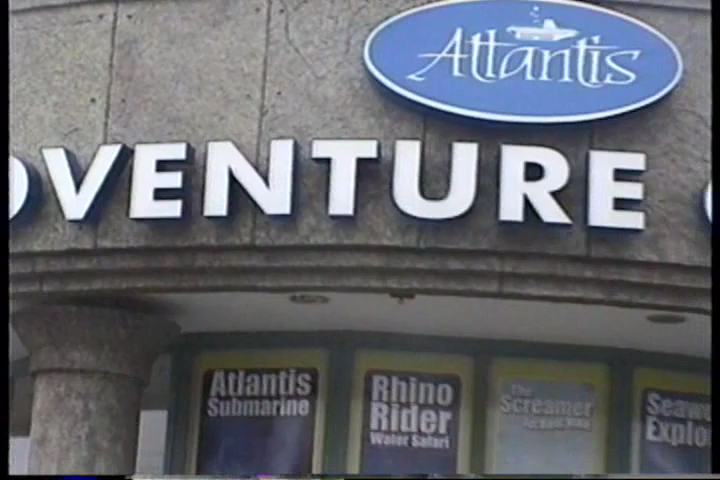 Atlantis
DVENTURE
Atlantis
Submarine
Rhino
Rider
Water Safari
The
Screamer
Seaw
Explo